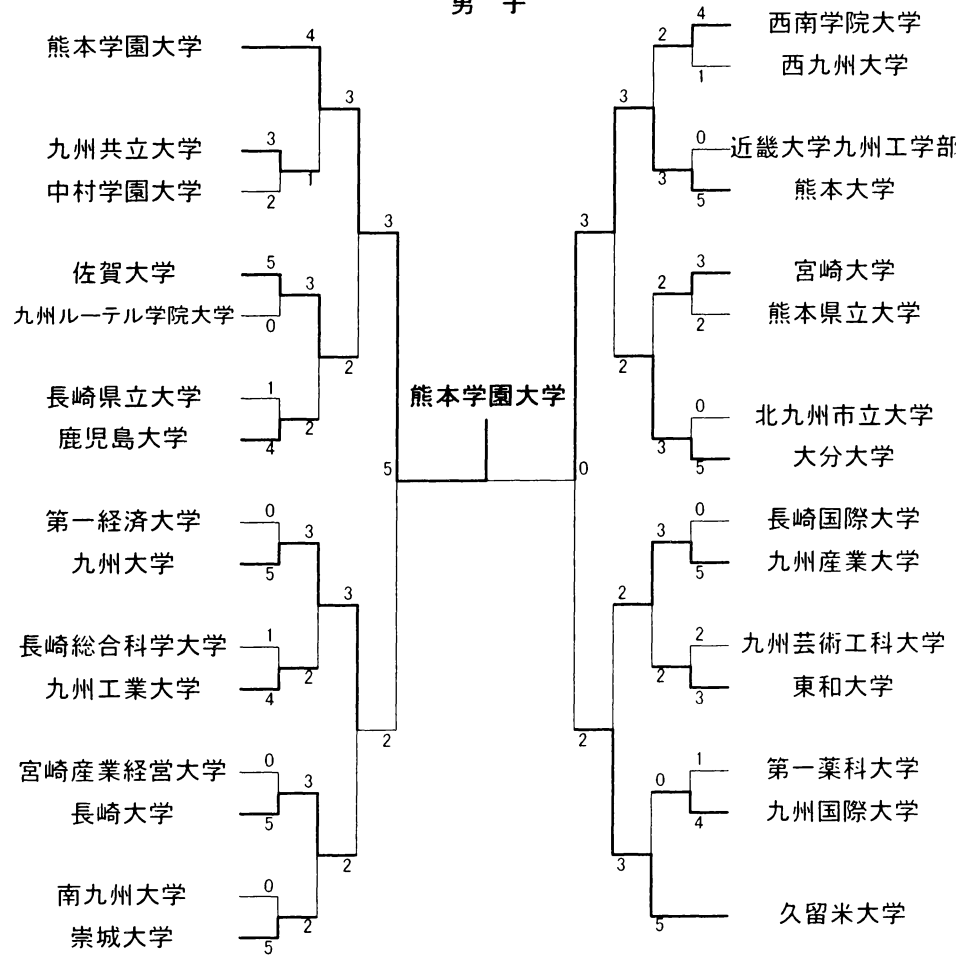 男 子
熊本学園大学
4
3
九州共立大学
3
中村学園大学
2
1
3
佐賀大学
5
3
九州ルーテル学院大学
0
2
長崎県立大学
1
鹿児島大学
4
2
5
第一経済大学
0
3
九州大学
5
3
長崎総合科学大学
1
九州工業大学
4
2
2
宮崎産業経営大学
0
3
長崎大学
5
2
南九州大学
0
崇城大学
5
2
熊本学園大学
西南学院大学
4
2
西九州大学
1
3
近畿大学九州工学部
0
熊本大学
5
3
3
宮崎大学
3
2
熊本県立大学
2
2
北九州市立大学
0
大分大学
5
3
0
長崎国際大学
0
3
九州産業大学
5
2
九州芸術工科大学
2
東和大学
3
2
2
第一薬科大学
1
0
九州国際大学
4
3
久留米大学
5